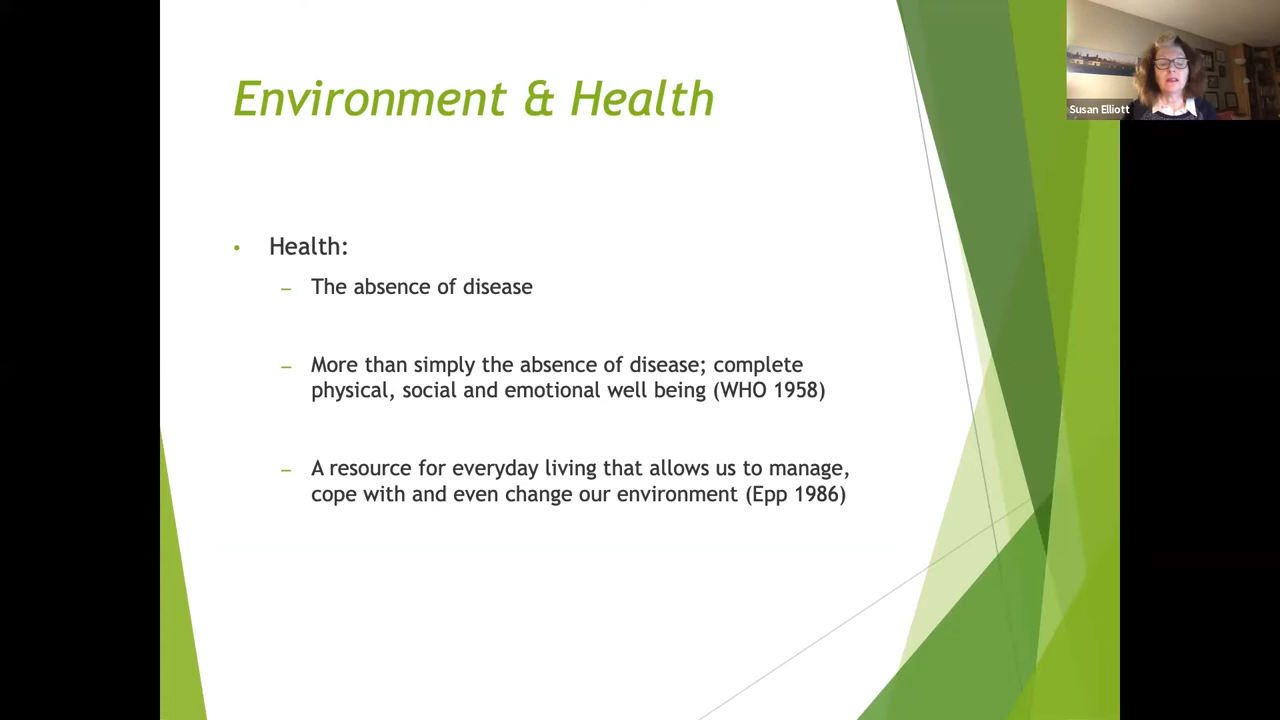 Environment & Health
Susan Elliott
• Health:
– The absence of disease
– More than simply the absence of disease; complete
physical, social and emotional well being (WHO 1958)
– A resource for everyday living that allows us to manage,
cope with and even change our environment (Epp 1986)